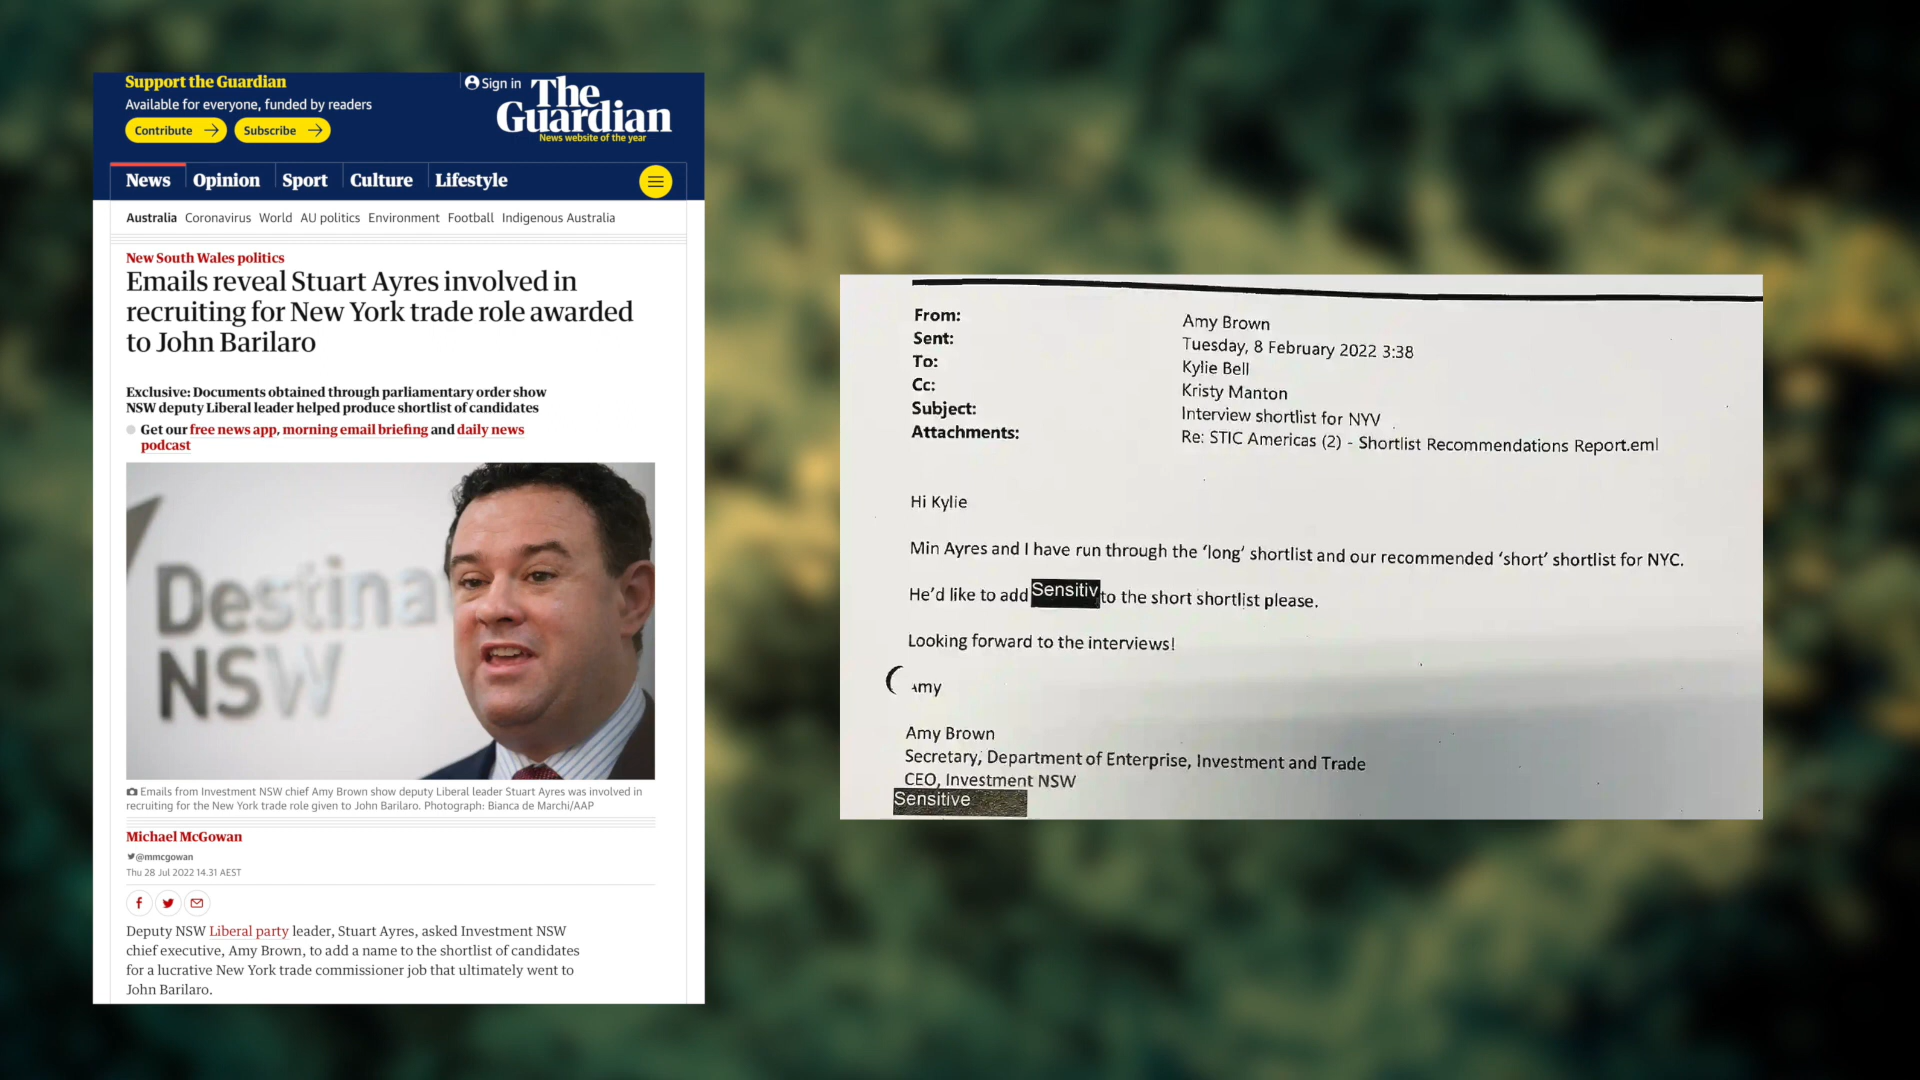 Support the Guardian
Available for everyone, funded by readers
Contribute
Subscribe
Sign in
The
Guardian
News website of the year
News Opinion Sport Culture Lifestyle
Australia Coronavirus World AU politics Environment Football Indigenous Australia
New South Wales politics
Emails reveal Stuart Ayres involved in
recruiting for New York trade role awarded
to John Barilaro
Exclusive: Documents obtained through parliamentary order show
NSW deputy Liberal leader helped produce shortlist of candidates
Get our free news app, morning email briefing and daily news
podcast
Destina
NSW
Emails from Investment NSW chief Amy Brown show deputy Liberal leader Stuart Ayres was involved in
recruiting for the New York trade role given to John Barilaro. Photograph: Bianca de Marchi/AAP
Michael McGowan
@mmcgowan
Thu 28 Jul 2022 14.31 AEST
Deputy NSW Liberal party leader, Stuart Ayres, asked Investment NSW
chief executive, Amy Brown, to add a name to the shortlist of candidates
for a lucrative New York trade commissioner job that ultimately went to
John Barilaro.
From: Amy Brown
Sent: Tuesday, 8 February 2022 3:38
To: Kylie Bell
Cc: Kristy Manton
Subject: Interview shortlist for NYV
Attachments: Re: STIC Americas (2) - Shortlist Recommendations Report.eml
Hi Kylie
Min Ayres and I have run through the ‘long’ shortlist and our recommended ‘short’ shortlist for NYC.
He’d like to add Sensitiv to the short shortlist please.
Looking forward to the interviews!
my
Amy Brown
Secretary, Department of Enterprise, Investment and Trade
CEO, Investment NSW
Sensitive